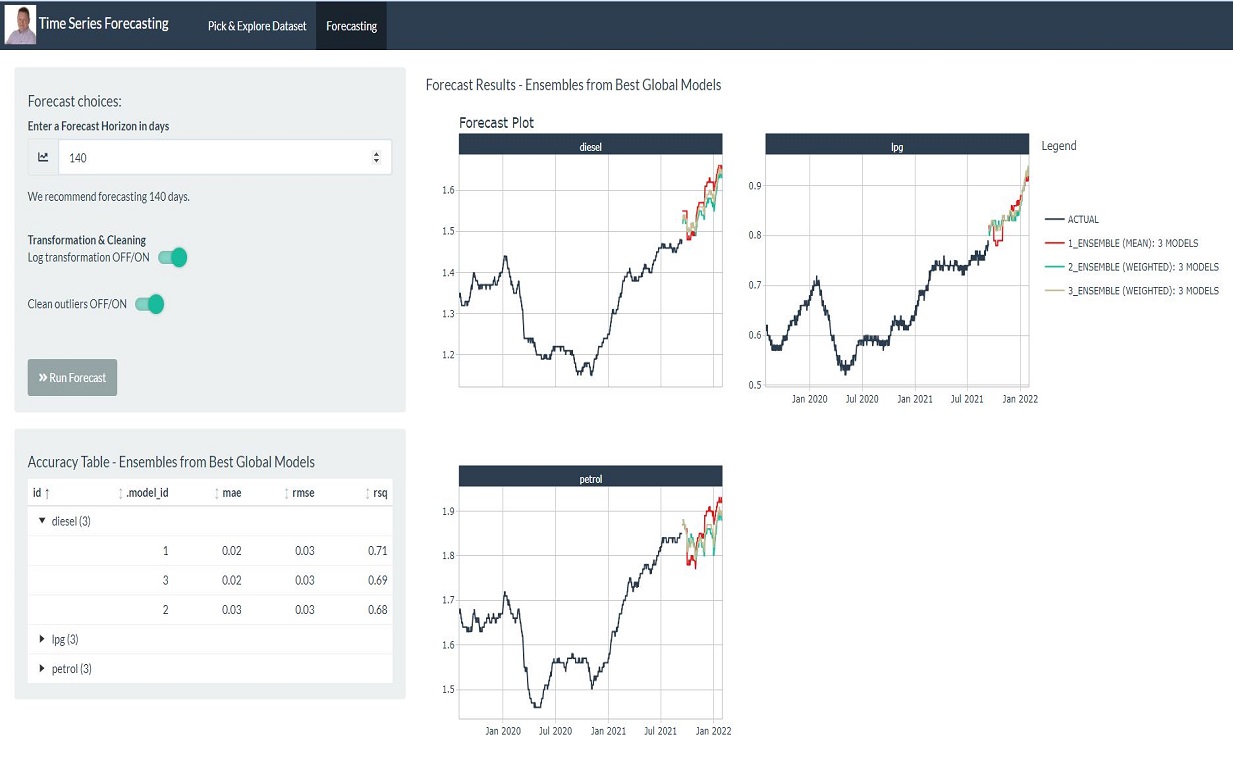 Time Series Forecasting
Pick & Explore Dataset
Forecasting
Forecast choices:
Enter a Forecast Horizon in days
140
We recommend forecasting 140 days.
Transformation & Cleaning
Log transformation OFF/ON
Clean outliers OFF/ON
Run Forecast
Accuracy Table - Ensembles from Best Global Models
id .model_id mae rmse rsq
diesel (3)
1 0.02 0.03 0.71
3 0.02 0.03 0.69
2 0.03 0.03 0.68
lpg (3)
petrol (3)
Forecast Results - Ensembles from Best Global Models
Forecast Plot
diesel
1.6
1.5
1.4
1.3
1.2
lpg
0.9
0.8
0.7
0.6
0.5
Jan 2020 Jul 2020 Jan 2021 Jul 2021 Jan 2022
Legend
ACTUAL
1_ENSEMBLE (MEAN): 3 MODELS
2_ENSEMBLE (WEIGHTED): 3 MODELS
3_ENSEMBLE (WEIGHTED): 3 MODELS
petrol
1.9
1.8
1.7
1.6
1.5
Jan 2020 Jul 2020 Jan 2021 Jul 2021 Jan 2022